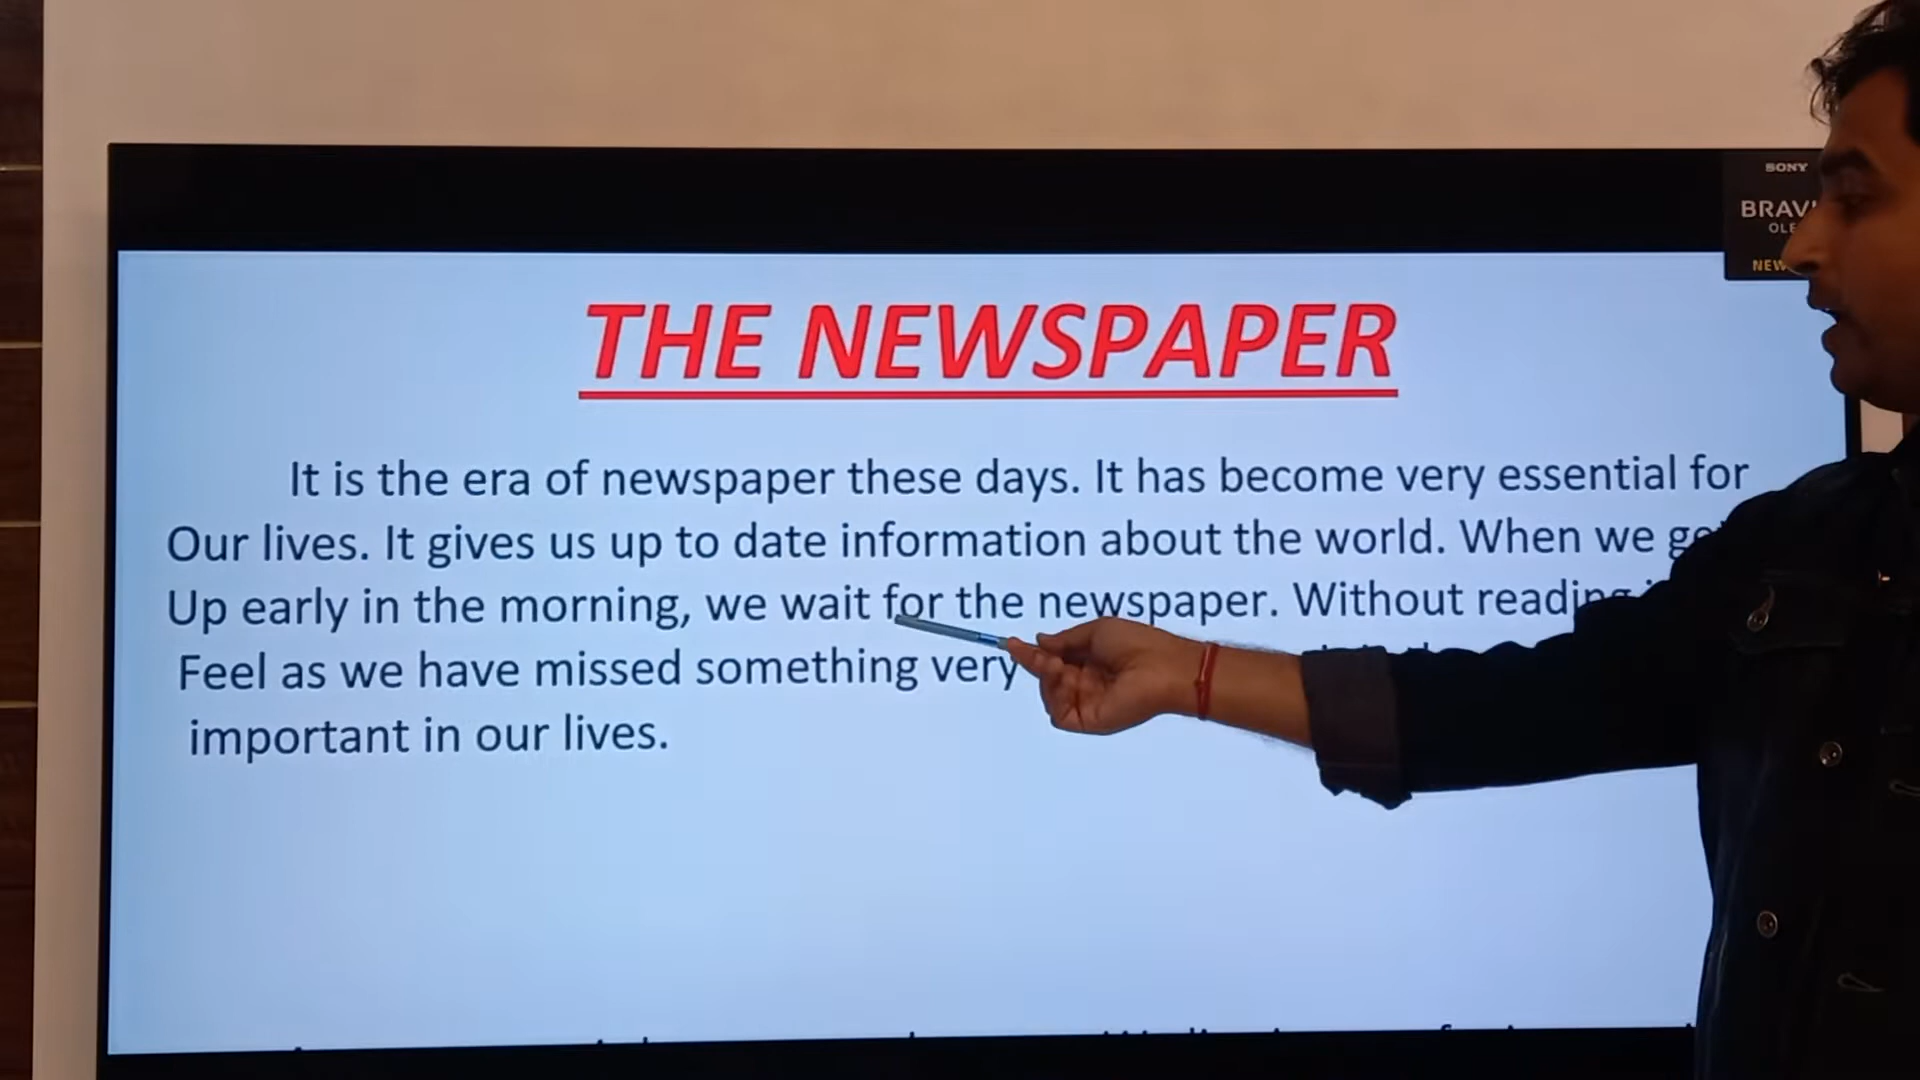 SONY
OLE
NEW
THE NEWSPAPER
It is the era of newspaper these days. It has become very essential for
Our lives. It gives us up to date information about the world. When we
Up early in the morning, we wait for the newspaper. Without reading
Feel as we have missed something very
important in our lives.